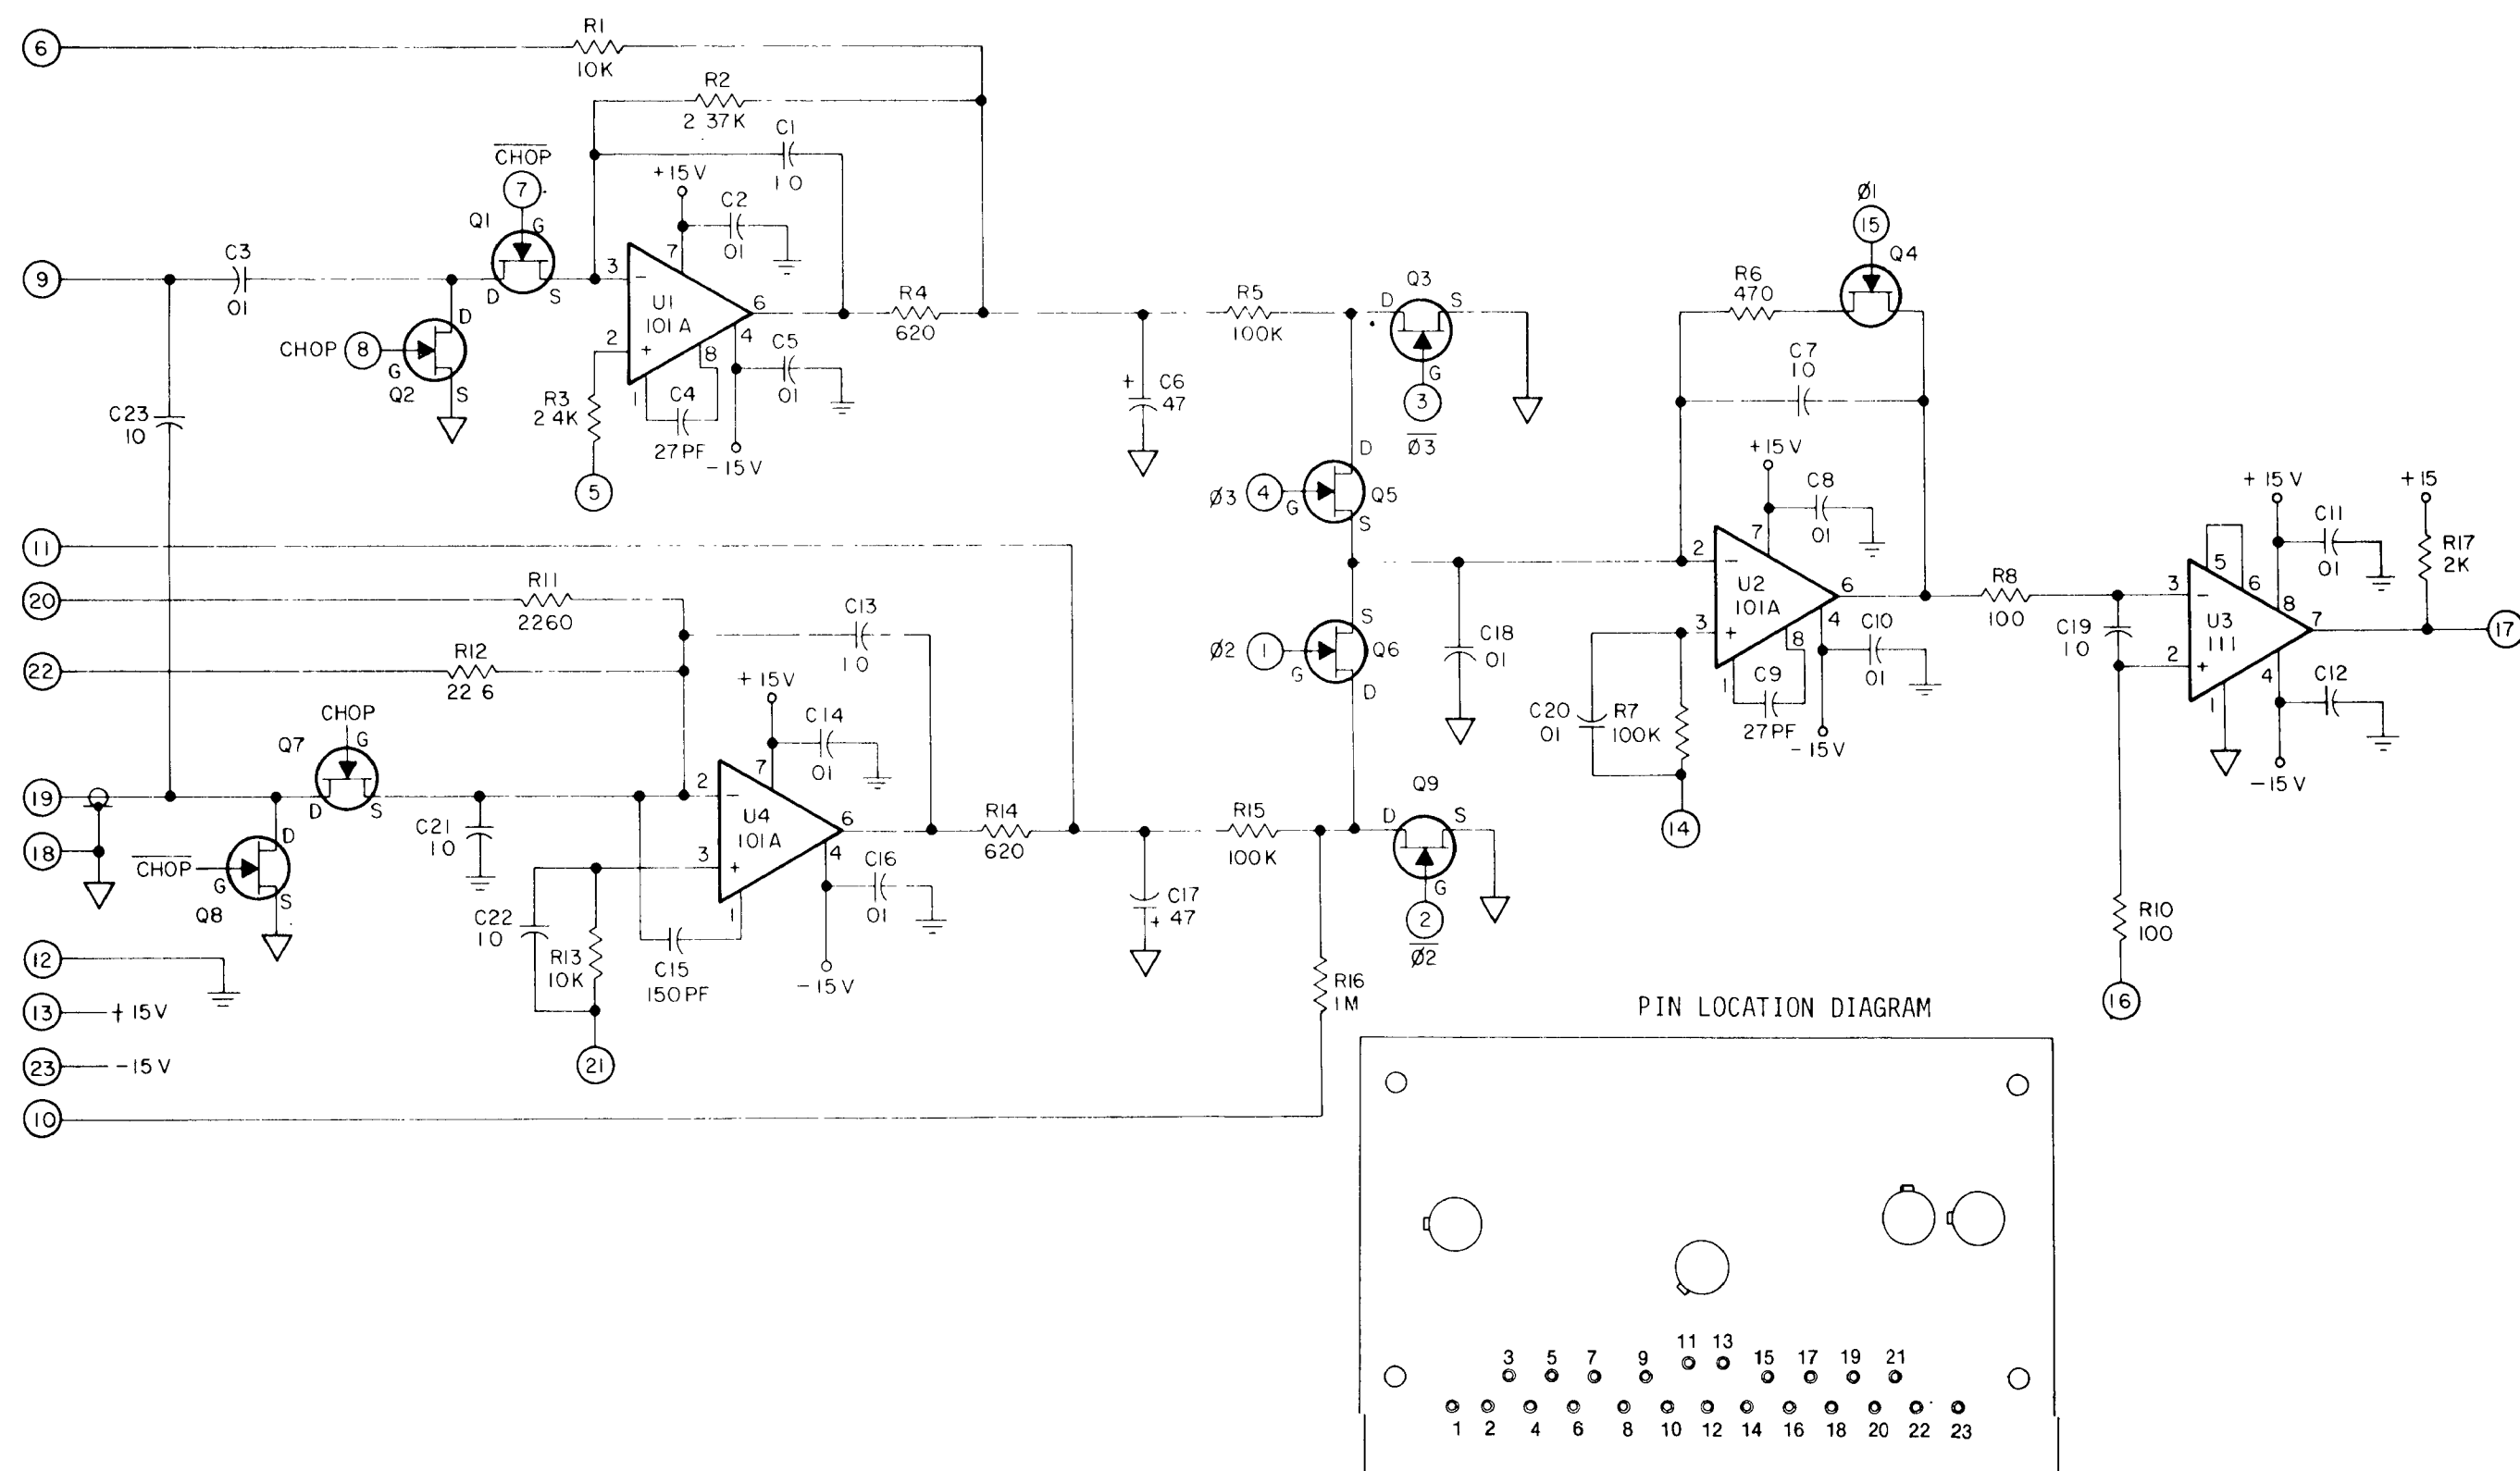 6
R1
10K
R2
2 37K
C1
1 0
CHOP
7
Q1
G
D
S
+15V
C2
01
7
9
C3
01
3
−
U1
101A
6
2
+
8
4
1
R4
620
C5
01
C4
27PF
−15V
R3
2 4K
5
D
CHOP 8
G
Q2
S
C23
10
+
C6
47
R5
100K
Q3
D
S
G
3
Ø3
D
Ø3 4
G
Q5
S
S
Ø2 1
G
Q6
D
C18
01
Ø1
15
Q4
R6
470
C7
10
+15V
C8
01
7
2
−
U2
101A
6
3
+
8
4
1
C10
01
C9
27PF
−15V
C20
01
R7
100K
14
R8
100
C19
1 0
+15V
C11
01
+15
R17
2K
5
6
3
−
U3
111
8
7
2
+
4
1
C12
−15V
17
R10
100
16
11
20
R11
2260
22
R12
22 6
C13
1 0
+15V
C14
01
7
CHOP
Q7
G
D
S
19
18
D
CHOP
G
Q8
S
C21
10
2
−
U4
101A
6
3
+
4
1
C16
01
C22
10
R13
10K
C15
150PF
−15V
21
R14
620
C17
+ 47
R15
100K
Q9
D
S
G
2
Ø2
R16
1M
12
13 +15V
23 −15V
10
PIN LOCATION DIAGRAM
11 13
3 5 7 9 15 17 19 21
1 2 4 6 8 10 12 14 16 18 20 22 23